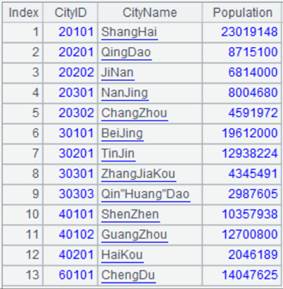 Index CityID CityName Population
1 20101 ShangHai 23019148
2 20201 QingDao 8715100
3 20202 JiNan 6814000
4 20301 NanJing 8004680
5 20302 ChangZhou 4591972
6 30101 BeiJing 19612000
7 30201 TinJin 12938224
8 30301 ZhangJiaKou 4345491
9 30303 Qin"Huang"Dao 2987605
10 40101 ShenZhen 10357938
11 40102 GuangZhou 12700800
12 40201 HaiKou 2046189
13 60101 ChengDu 14047625